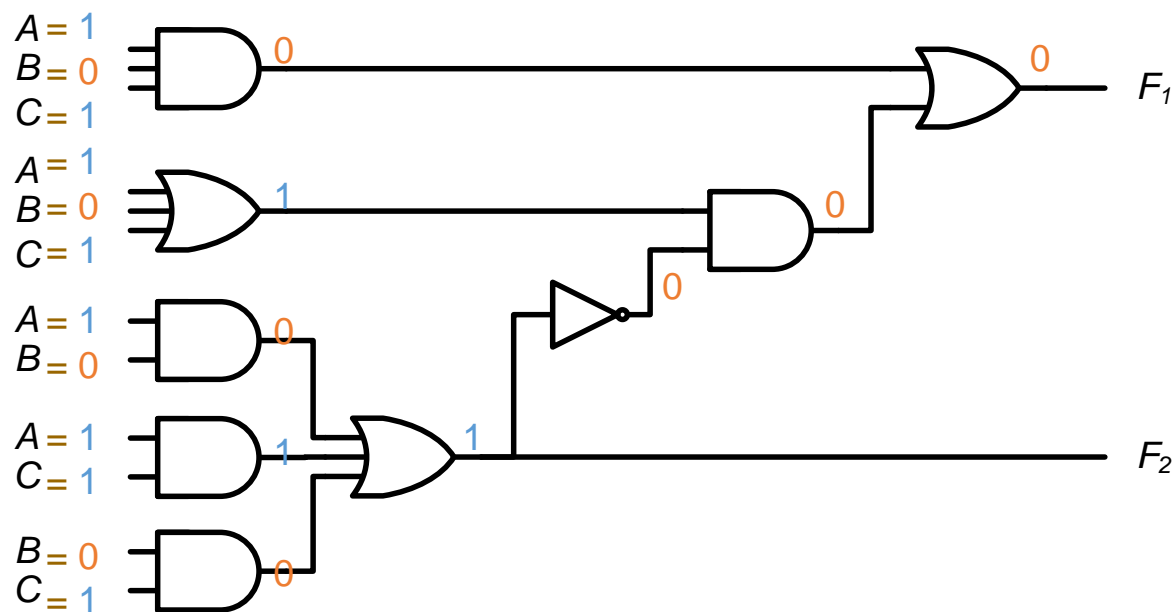 A = 1
0
0
B = 0
F1
C = 1
A = 1
1
0
B = 0
C = 1
0
A = 1
0
B = 0
A = 1
1
1
F2
C = 1
B = 0
0
C = 1